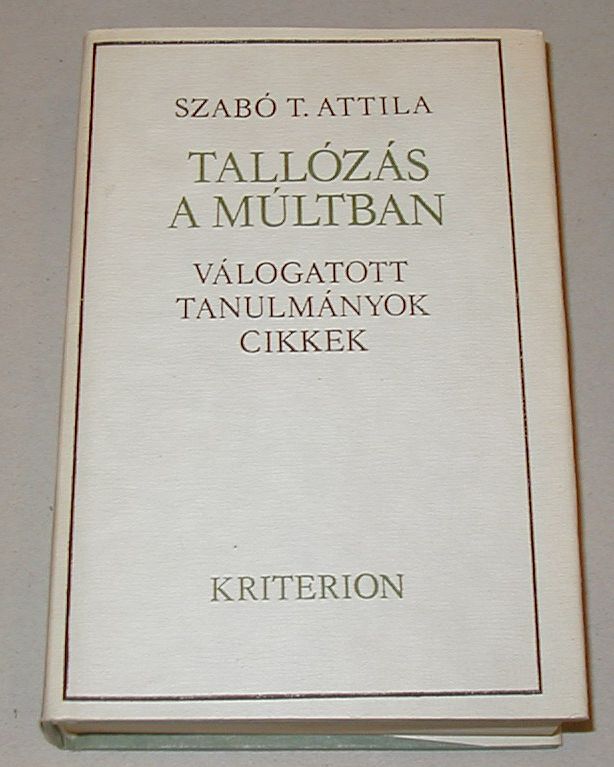 SZABÓ T. ATTILA
TALLÓZÁS
A MÚLTBAN
VÁLOGATOTT
TANULMÁNYOK
CIKKEK
KRITERION